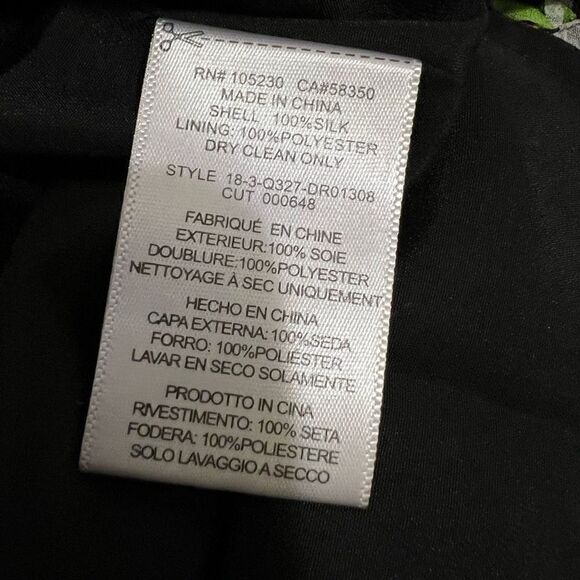 RN# 105230 CA#58350
MADE IN CHINA
SHELL 100%SILK
LINING: 100%POLYESTER
DRY CLEAN ONLY
STYLE 18-3-Q327-DR01308
CUT 000648
FABRIQUÉ EN CHINE
EXTERIEUR:100% SOIE
DOUBLURE:100%POLYESTER
NETTOYAGE À SEC UNIQUEMENT
HECHO EN CHINA
CAPA EXTERNA: 100%SEDA
FORRO: 100%POLIÉSTER
LAVAR EN SECO SOLAMENTE
PRODOTTO IN CINA
RIVESTIMENTO: 100% SETA
FODERA: 100%POLIESTERE
SOLO LAVAGGIO A SECCO